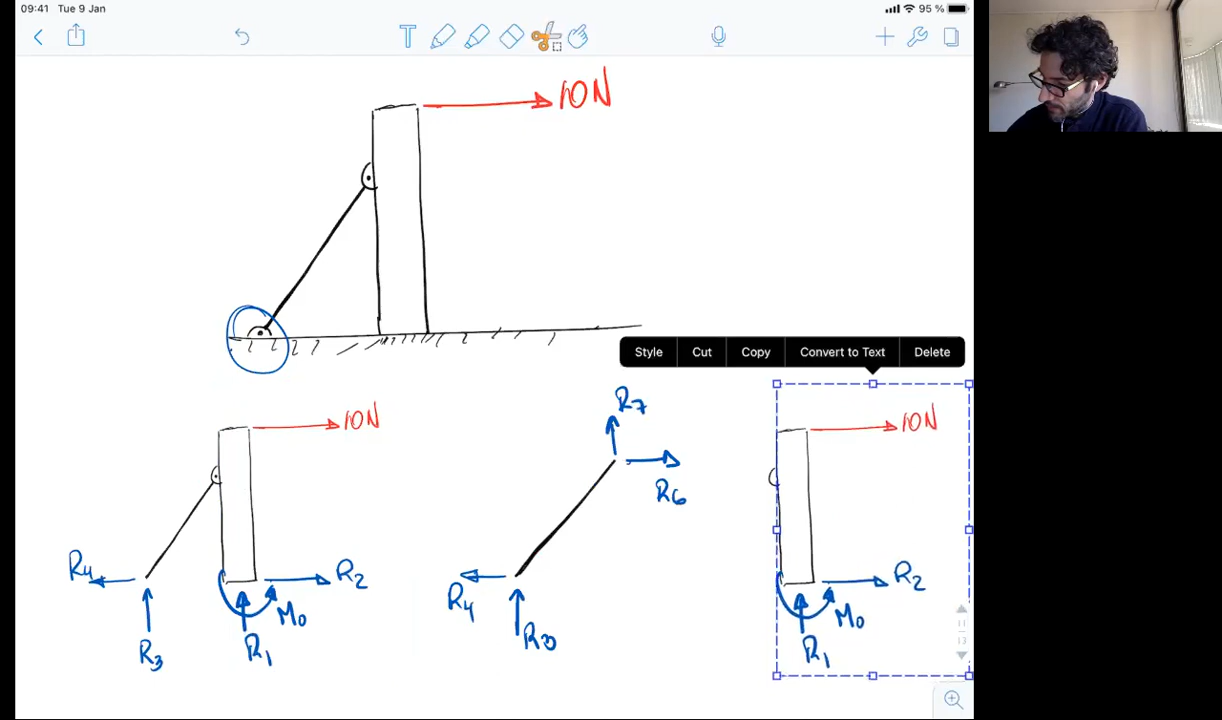 09:41 Tue 9 Jan
95 %
T
10N
Style Cut Copy Convert to Text Delete
10N
R4
R2
M0
R3
R1
R7
R6
R4
R3
10N
R2
M0
R1